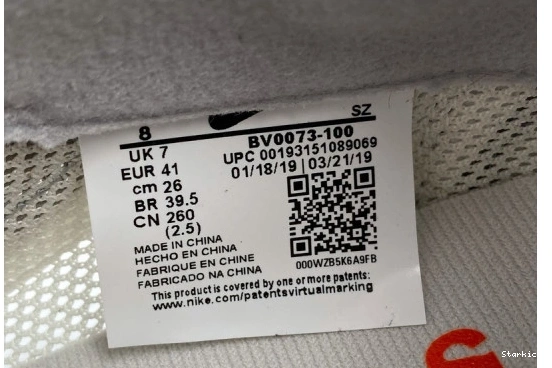 8
SZ
UK 7
BV0073-100
EUR 41
UPC 00193151089069
cm 26
01/18/19 | 03/21/19
BR 39.5
CN 260
(2.5)
MADE IN CHINA
HECHO EN CHINA
FABRIQUE EN CHINE
FABRICADO NA CHINA
000WZB5K6A9FB
This product is covered by one or more patents:
www.nike.com/patentsvirtualmarking
S
Starkic